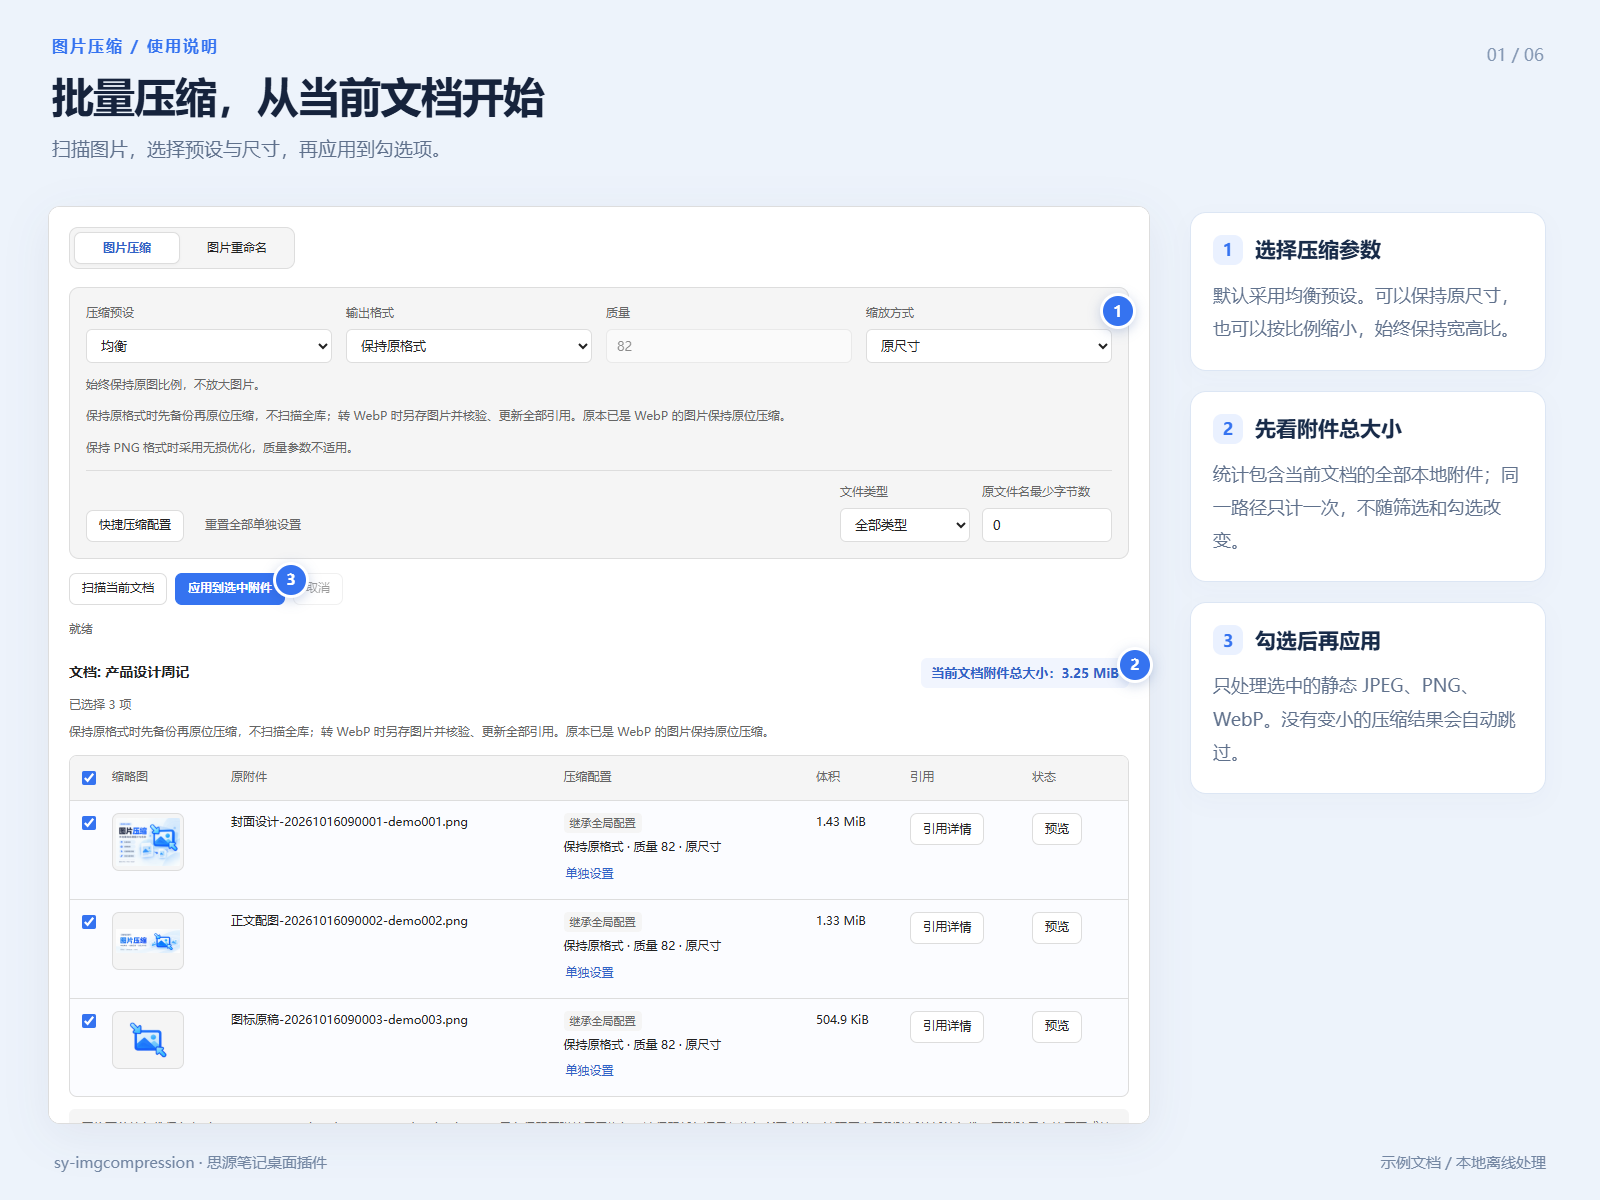 图片压缩 / 使用说明
01 / 06
批量压缩，从当前文档开始
扫描图片，选择预设与尺寸，再应用到勾选项。
图片压缩
图片重命名
压缩预设
输出格式
质量
缩放方式
1
均衡
保持原格式
82
原尺寸
始终保持原图比例，不放大图片。
保持原格式时先备份再原位压缩，不扫描全库；转 WebP 时另存图片并核验、更新全部引用。原本已是 WebP 的图片保持原位压缩。
保持 PNG 格式时采用无损优化，质量参数不适用。
文件类型
原文件名最少字节数
快捷压缩配置
重置全部单独设置
全部类型
0
扫描当前文档
应用到选中附件
3
取消
就绪
文档: 产品设计周记
当前文档附件总大小：3.25 MiB
2
已选择 3 项
保持原格式时先备份再原位压缩，不扫描全库；转 WebP 时另存图片并核验、更新全部引用。原本已是 WebP 的图片保持原位压缩。
缩略图
原附件
压缩配置
体积
引用
状态
图片压缩
封面设计-20261016090001-demo001.png
继承全局配置
保持原格式 · 质量 82 · 原尺寸
单独设置
1.43 MiB
引用详情
预览
图片压缩
正文配图-20261016090002-demo002.png
继承全局配置
保持原格式 · 质量 82 · 原尺寸
单独设置
1.33 MiB
引用详情
预览
图标原稿-20261016090003-demo003.png
继承全局配置
保持原格式 · 质量 82 · 原尺寸
单独设置
504.9 KiB
引用详情
预览
1 选择压缩参数
默认采用均衡预设。可以保持原尺寸，
也可以按比例缩小，始终保持宽高比。
2 先看附件总大小
统计包含当前文档的全部本地附件；同
一路径只计一次，不随筛选和勾选改
变。
3 勾选后再应用
只处理选中的静态 JPEG、PNG、
WebP。没有变小的压缩结果会自动跳
过。
sy-imgcompression · 思源笔记桌面插件
示例文档 / 本地离线处理